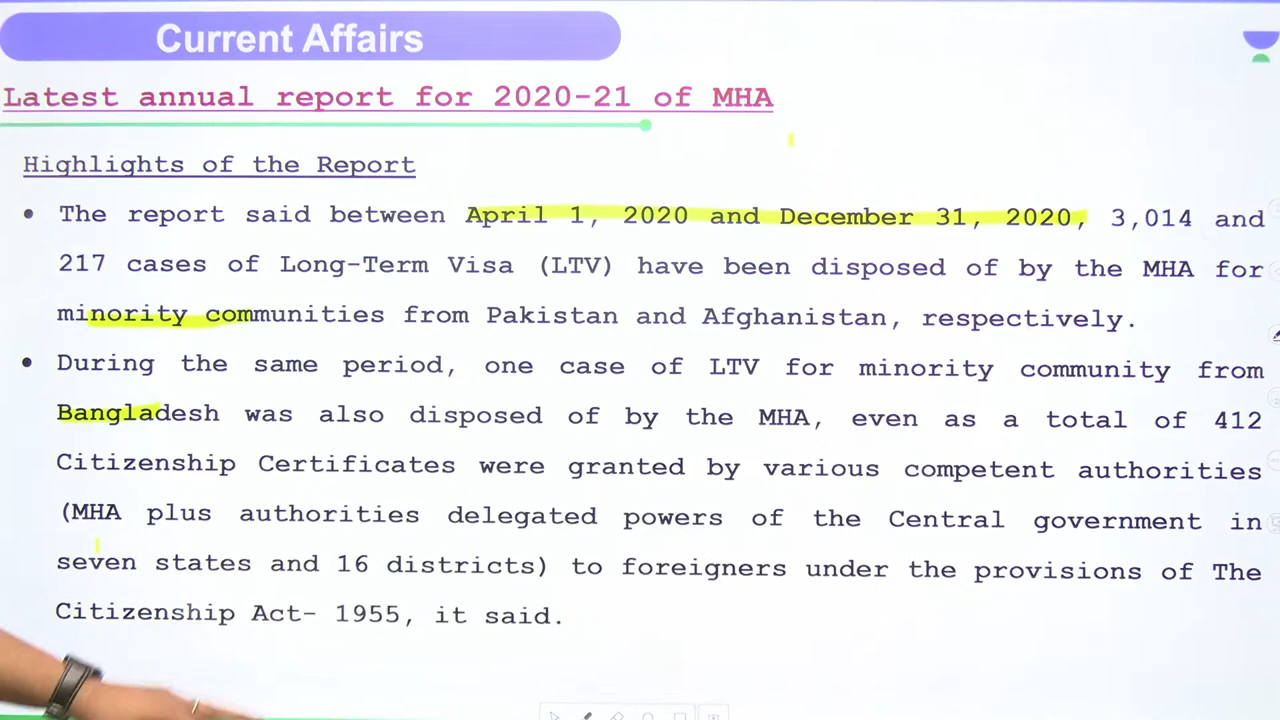 Current Affairs
Latest annual report for 2020-21 of MHA
Highlights of the Report
• The report said between April 1, 2020 and December 31, 2020, 3,014 and
217 cases of Long-Term Visa (LTV) have been disposed of by the MHA for
minority communities from Pakistan and Afghanistan, respectively.
• During the same period, one case of LTV for minority community from
Bangladesh was also disposed of by the MHA, even as a total of 412
Citizenship Certificates were granted by various competent authorities
(MHA plus authorities delegated powers of the Central government in
seven states and 16 districts) to foreigners under the provisions of The
Citizenship Act- 1955, it said.